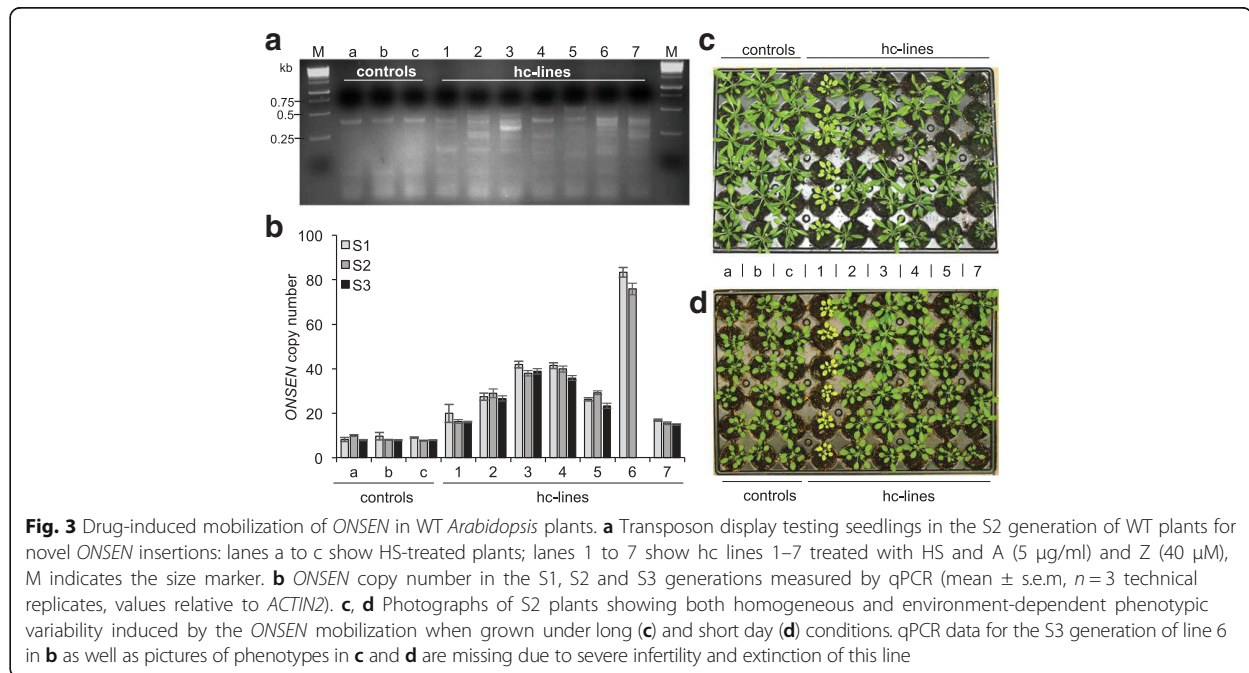 a
M a b c 1 2 3 4 5 6 7 M
kb
controls hc-lines
0.75
0.5
0.25
b
100
80
60
40
20
0
ONSEN copy number
S1
S2
S3
a b c 1 2 3 4 5 6 7
controls hc-lines
c
controls hc-lines
a | b | c | 1 | 2 | 3 | 4 | 5 | 7
d
controls hc-lines
Fig. 3 Drug-induced mobilization of ONSEN in WT Arabidopsis plants. a Transposon display testing seedlings in the S2 generation of WT plants for
novel ONSEN insertions: lanes a to c show HS-treated plants; lanes 1 to 7 show hc lines 1–7 treated with HS and A (5 μg/ml) and Z (40 μM),
M indicates the size marker. b ONSEN copy number in the S1, S2 and S3 generations measured by qPCR (mean ± s.e.m, n = 3 technical
replicates, values relative to ACTIN2). c, d Photographs of S2 plants showing both homogeneous and environment-dependent phenotypic
variability induced by the ONSEN mobilization when grown under long (c) and short day (d) conditions. qPCR data for the S3 generation of line 6
in b as well as pictures of phenotypes in c and d are missing due to severe infertility and extinction of this line